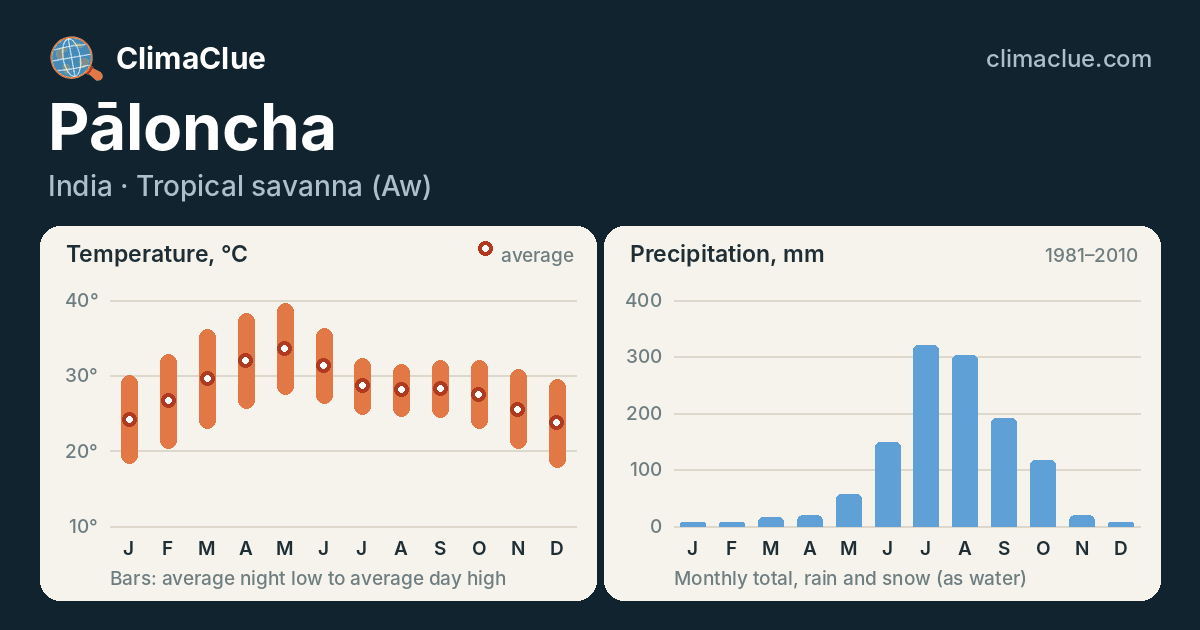 ClimaClue
climaclue.com
Pāloncha
India · Tropical savanna (Aw)
Temperature, °C
average
40°
30°
20°
10°
J F M A M J J A S O N D
Bars: average night low to average day high
Precipitation, mm
1981–2010
400
300
200
100
0
J F M A M J J A S O N D
Monthly total, rain and snow (as water)